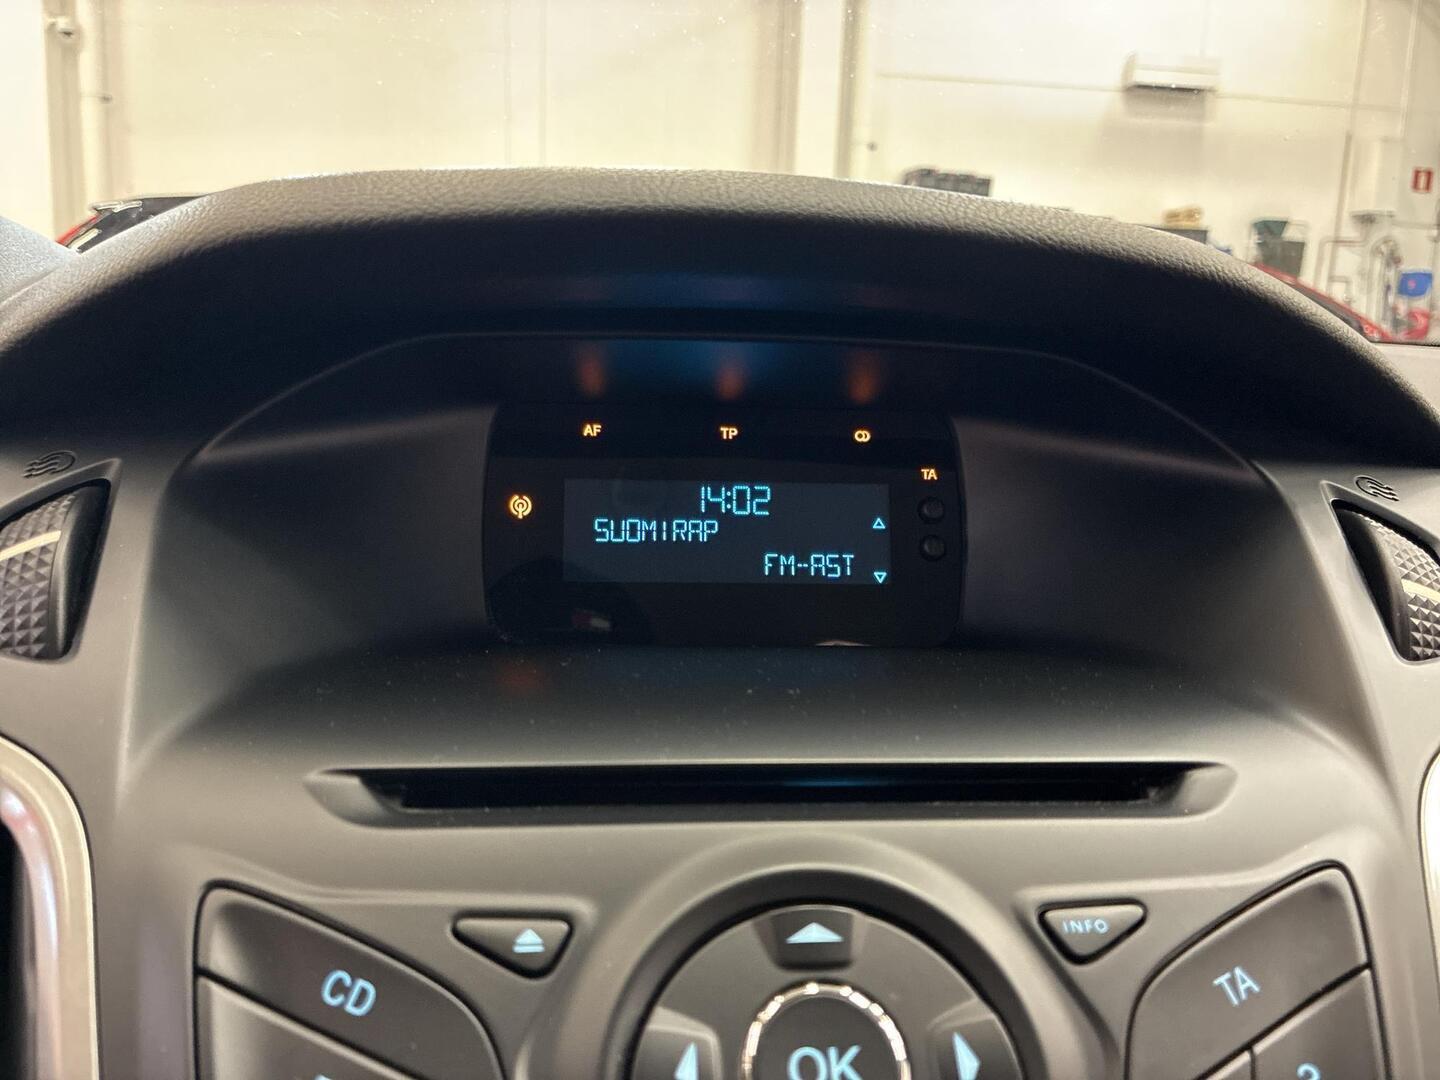 AF TP
TA
14:02
SUOMIRAP
FM-AST
INFO
CD
TA
OK